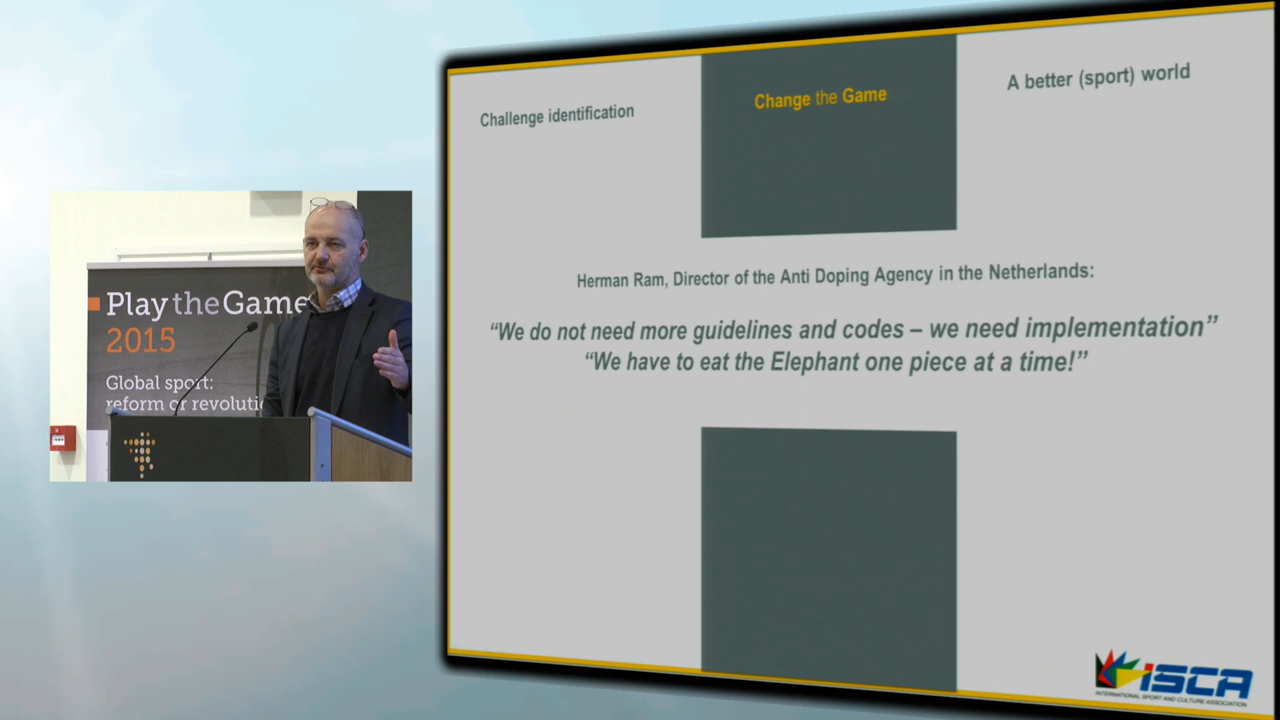 Play the Game
2015
Global sport:
reform or revoluti
Challenge identification
Change the Game
A better (sport) world
Herman Ram, Director of the Anti Doping Agency in the Netherlands:
“We do not need more guidelines and codes – we need implementation”
“We have to eat the Elephant one piece at a time!”
ISCA
INTERNATIONAL SPORT AND CULTURE ASSOCIATION